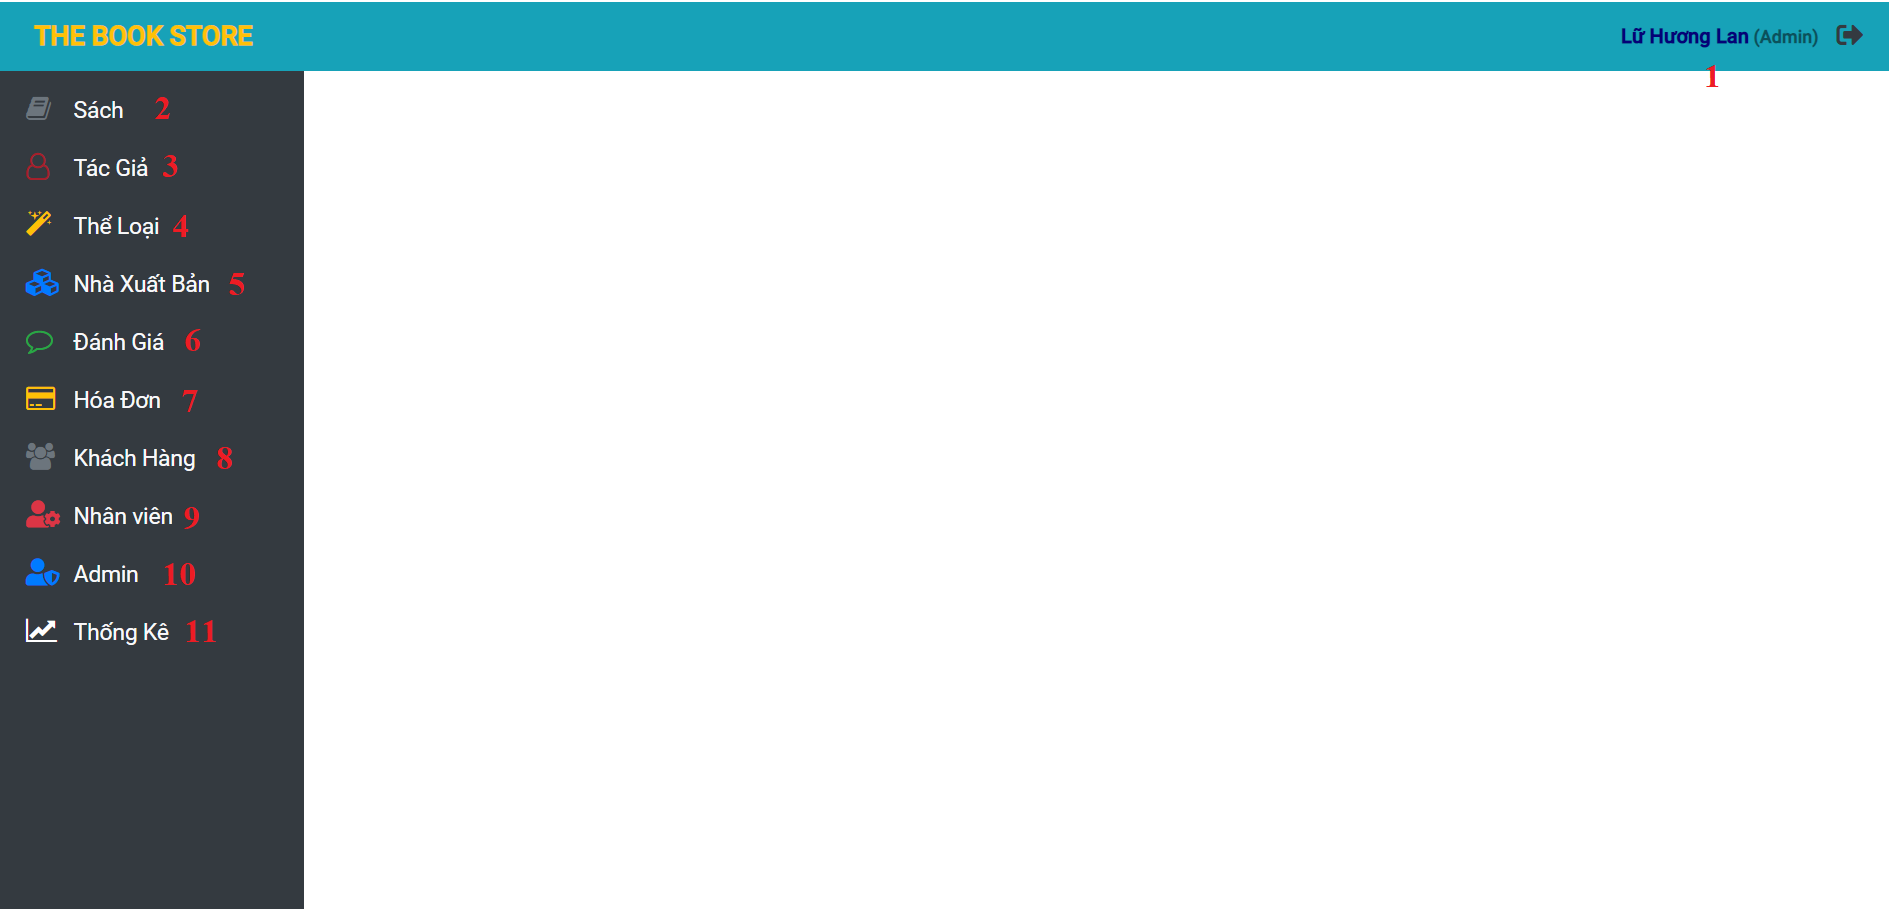 THE BOOK STORE
Lữ Hương Lan (Admin)
1
Sách 2
Tác Giả 3
Thể Loại 4
Nhà Xuất Bản 5
Đánh Giá 6
Hóa Đơn 7
Khách Hàng 8
Nhân viên 9
Admin 10
Thống Kê 11